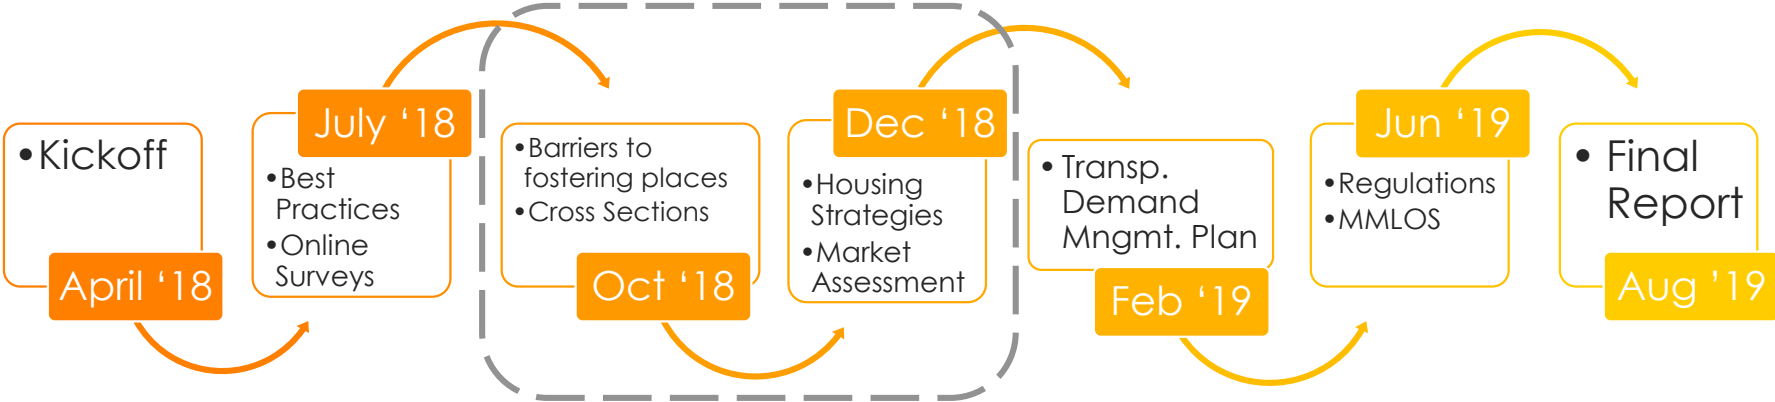 •Kickoff
April ‘18
July ‘18
•Best
Practices
•Online
Surveys
•Barriers to
fostering places
•Cross Sections
Oct ‘18
Dec ‘18
•Housing
Strategies
•Market
Assessment
• Transp.
Demand
Mngmt. Plan
Feb ‘19
Jun ‘19
•Regulations
•MMLOS
• Final
Report
Aug ’19